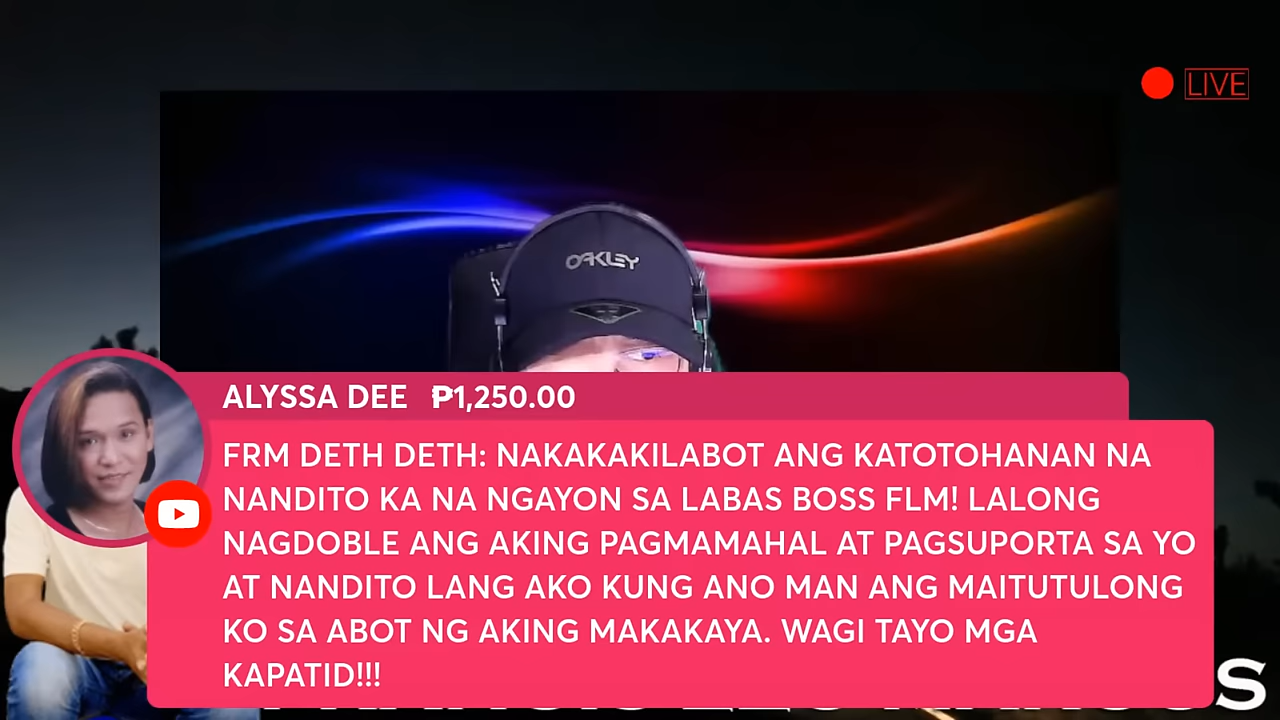 LIVE
OAKLEY
ALYSSA DEE ₱1,250.00
FRM DETH DETH: NAKAKAKILABOT ANG KATOTOHANAN NA
NANDITO KA NA NGAYON SA LABAS BOSS FLM! LALONG
NAGDOBLE ANG AKING PAGMAMAHAL AT PAGSUPORTA SA YO
AT NANDITO LANG AKO KUNG ANO MAN ANG MAITUTULONG
KO SA ABOT NG AKING MAKAKAYA. WAGI TAYO MGA
KAPATID!!!